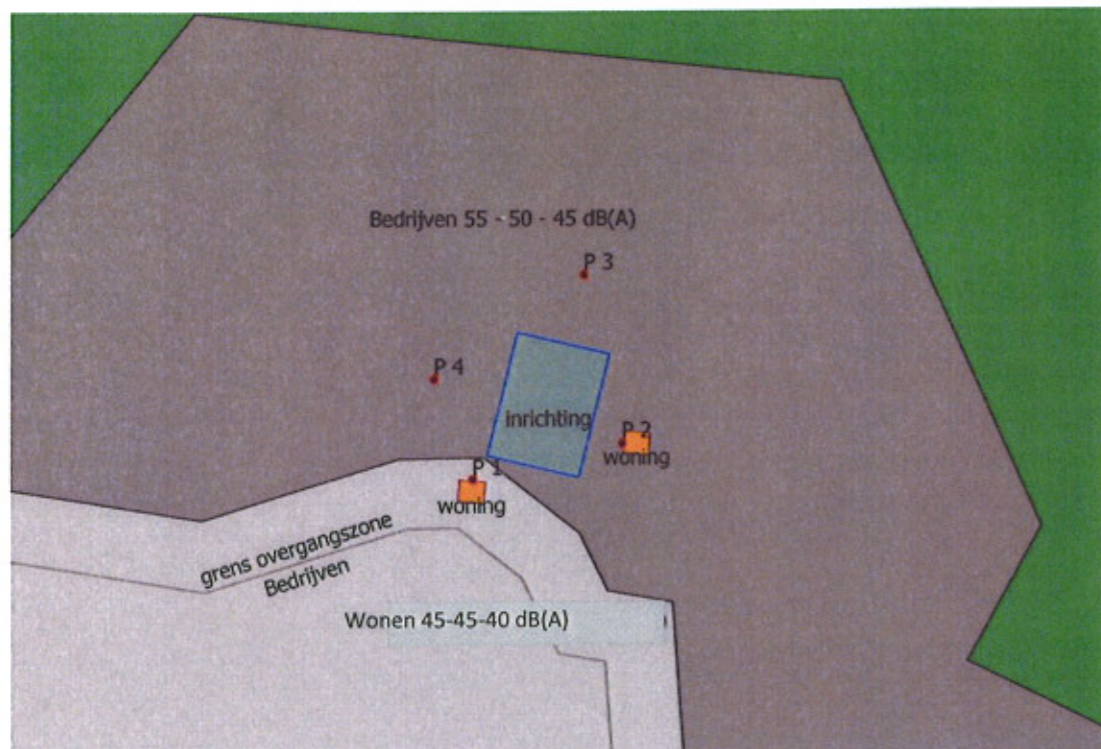 Bedrijven 55 - 50 - 45 dB(A)
P 3
P 4
inrichting
P 2
woning
P 1
woning
grens overgangszone
Bedrijven
Wonen 45-45-40 dB(A)